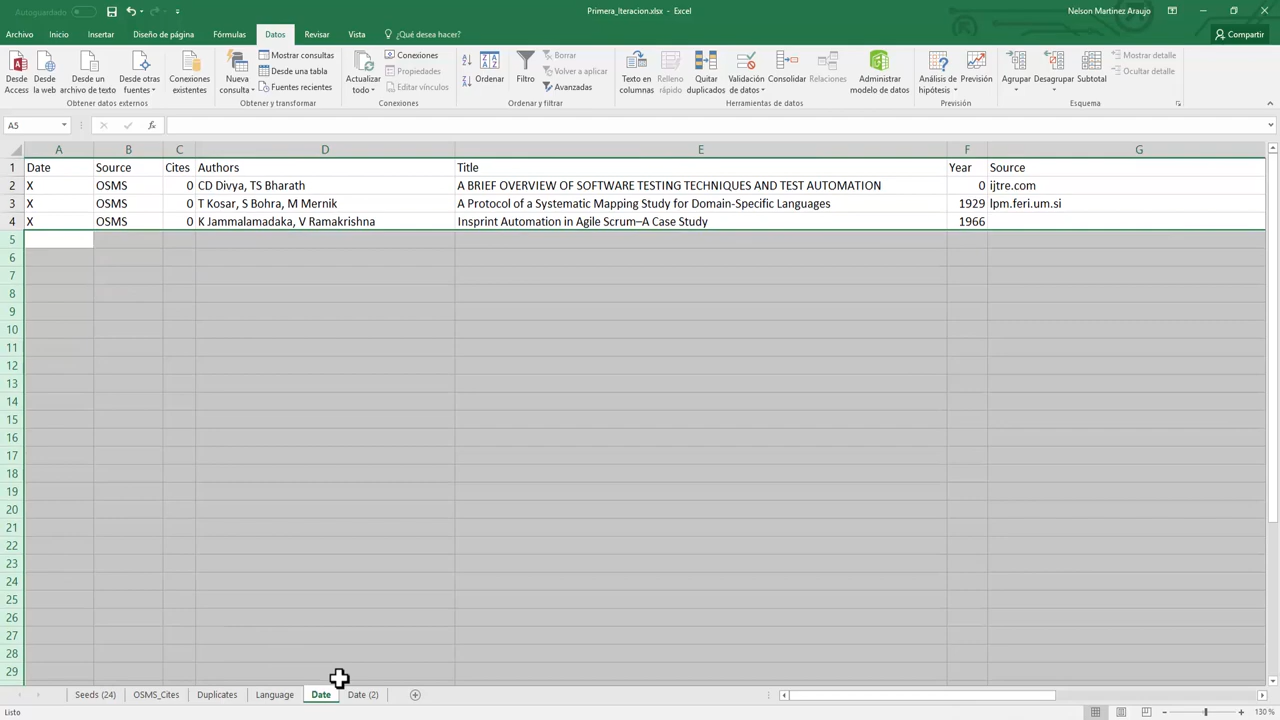 Autoguardado
Primera_Iteracion.xlsx - Excel
Nelson Martinez Araujo
Archivo Inicio Insertar Diseño de página Fórmulas Datos Revisar Vista ¿Qué desea hacer? Compartir
Desde Access
Desde la web
Desde un archivo de texto
Desde otras fuentes
Conexiones existentes
Obtener datos externos
Nueva consulta
Mostrar consultas
Desde una tabla
Fuentes recientes
Obtener y transformar
Actualizar todo
Conexiones
Propiedades
Editar vínculos
Conexiones
Ordenar
Filtro
Borrar
Volver a aplicar
Avanzadas
Ordenar y filtrar
Texto en columnas
Relleno rápido
Quitar duplicados
Validación de datos
Consolidar
Relaciones
Administrar modelo de datos
Herramientas de datos
Análisis de hipótesis
Previsión
Previsión
Agrupar
Desagrupar
Subtotal
Mostrar detalle
Ocultar detalle
Esquema
A5 fx
A B C D E F G
1 Date Source Cites Authors Title Year Source
2 X OSMS 0 CD Divya, TS Bharath A BRIEF OVERVIEW OF SOFTWARE TESTING TECHNIQUES AND TEST AUTOMATION 0 ijtre.com
3 X OSMS 0 T Kosar, S Bohra, M Mernik A Protocol of a Systematic Mapping Study for Domain-Specific Languages 1929 lpm.feri.um.si
4 X OSMS 0 K Jammalamadaka, V Ramakrishna Insprint Automation in Agile Scrum–A Case Study 1966
5
6
7
8
9
10
11
12
13
14
15
16
17
18
19
20
21
22
23
24
25
26
27
28
29
Seeds (24) OSMS_Cites Duplicates Language Date Date (2)
Listo 130 %